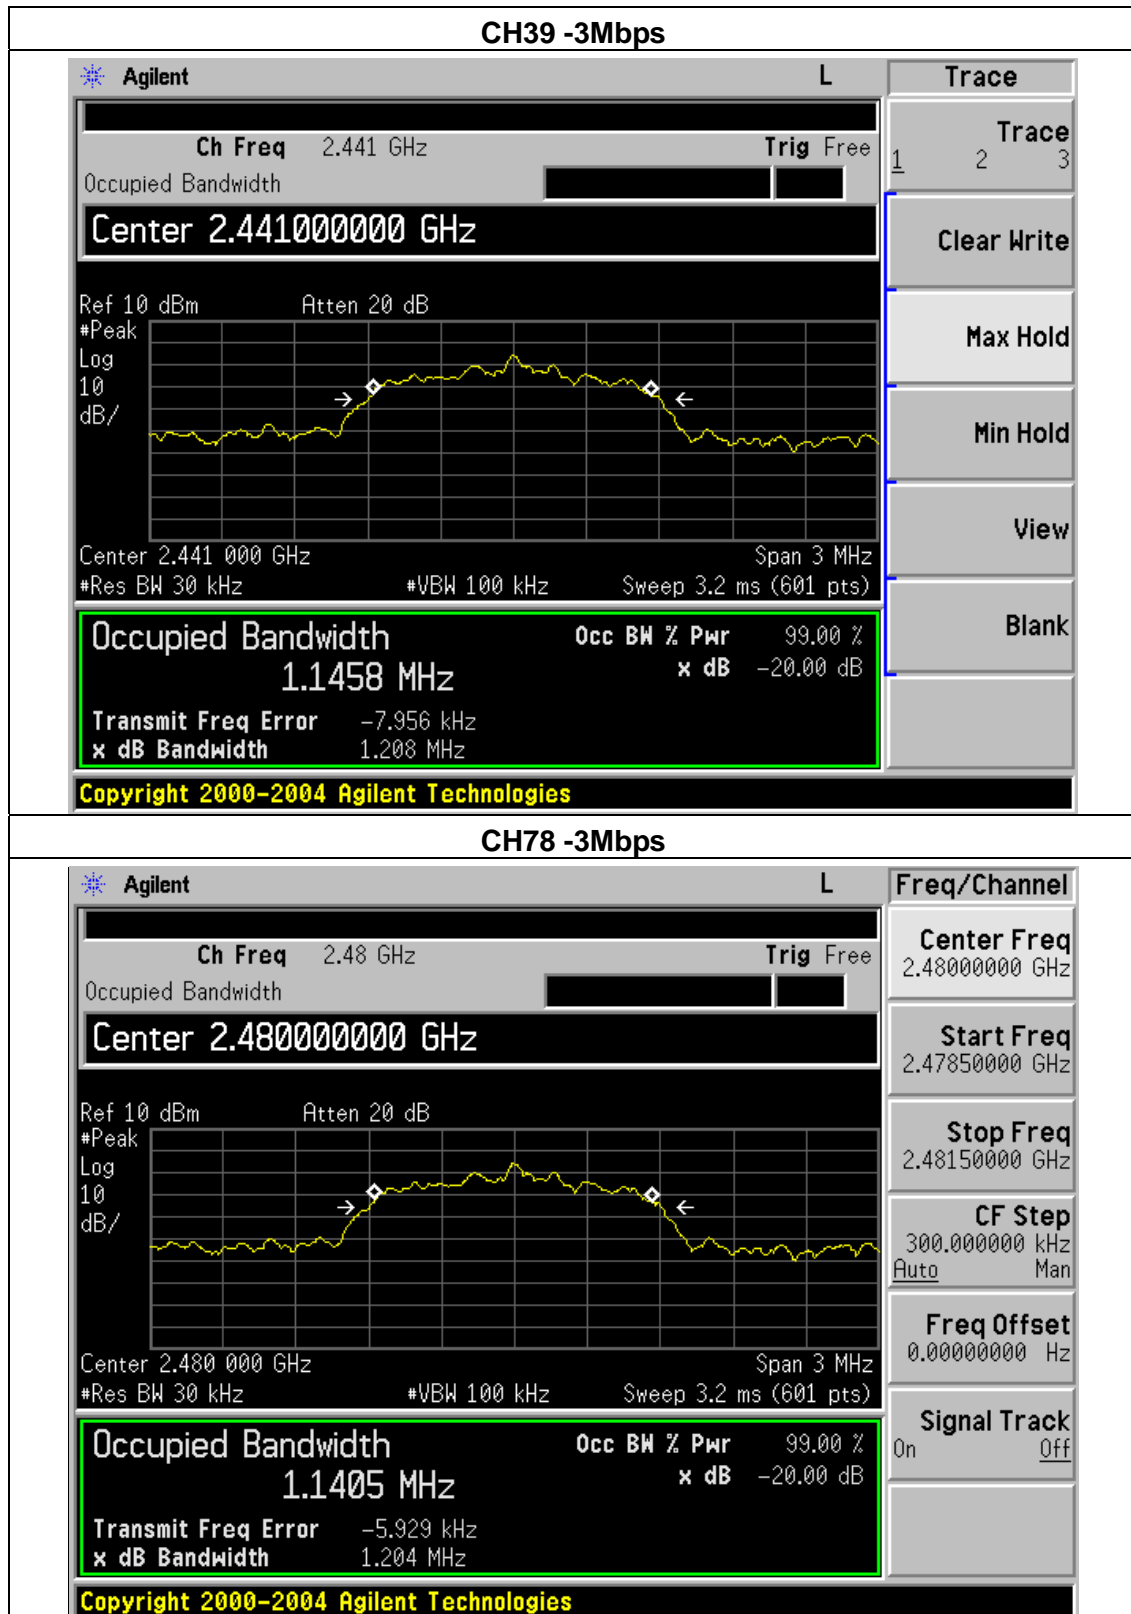 CH39 -3Mbps
Agilent L Trace
Ch Freq 2.441 GHz Trig Free
Occupied Bandwidth
Center 2.441000000 GHz
Ref 10 dBm Atten 20 dB
#Peak
Log
10
dB/
Center 2.441 000 GHz Span 3 MHz
#Res BW 30 kHz #VBW 100 kHz Sweep 3.2 ms (601 pts)
Occupied Bandwidth Occ BW % Pwr 99.00 %
1.1458 MHz x dB -20.00 dB
Transmit Freq Error -7.956 kHz
x dB Bandwidth 1.208 MHz
Copyright 2000-2004 Agilent Technologies
Trace
1 2 3
Clear Write
Max Hold
Min Hold
View
Blank
CH78 -3Mbps
Agilent L Freq/Channel
Ch Freq 2.48 GHz Trig Free
Occupied Bandwidth
Center 2.480000000 GHz
Ref 10 dBm Atten 20 dB
#Peak
Log
10
dB/
Center 2.480 000 GHz Span 3 MHz
#Res BW 30 kHz #VBW 100 kHz Sweep 3.2 ms (601 pts)
Occupied Bandwidth Occ BW % Pwr 99.00 %
1.1405 MHz x dB -20.00 dB
Transmit Freq Error -5.929 kHz
x dB Bandwidth 1.204 MHz
Copyright 2000-2004 Agilent Technologies
Center Freq
2.48000000 GHz
Start Freq
2.47850000 GHz
Stop Freq
2.48150000 GHz
CF Step
300.000000 kHz
Auto Man
Freq Offset
0.00000000 Hz
Signal Track
On Off